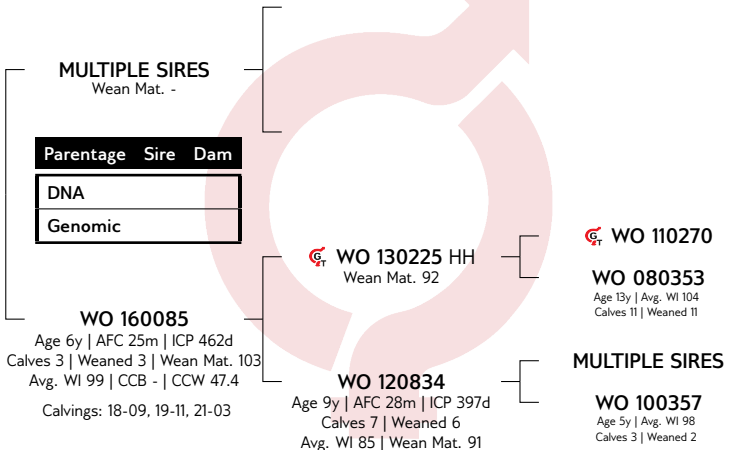 MULTIPLE SIRES
Wean Mat. -
Parentage Sire Dam
DNA
Genomic
WO 160085
Age 6y | AFC 25m | ICP 462d
Calves 3 | Weaned 3 | Wean Mat. 103
Avg. WI 99 | CCB - | CCW 47.4
Calvings: 18-09, 19-11, 21-03
GT WO 130225 HH
Wean Mat. 92
WO 120834
Age 9y | AFC 28m | ICP 397d
Calves 7 | Weaned 6
Avg. WI 85 | Wean Mat. 91
GT WO 110270
WO 080353
Age 13y | Avg. WI 104
Calves 11 | Weaned 11
MULTIPLE SIRES
WO 100357
Age 5y | Avg. WI 98
Calves 3 | Weaned 2